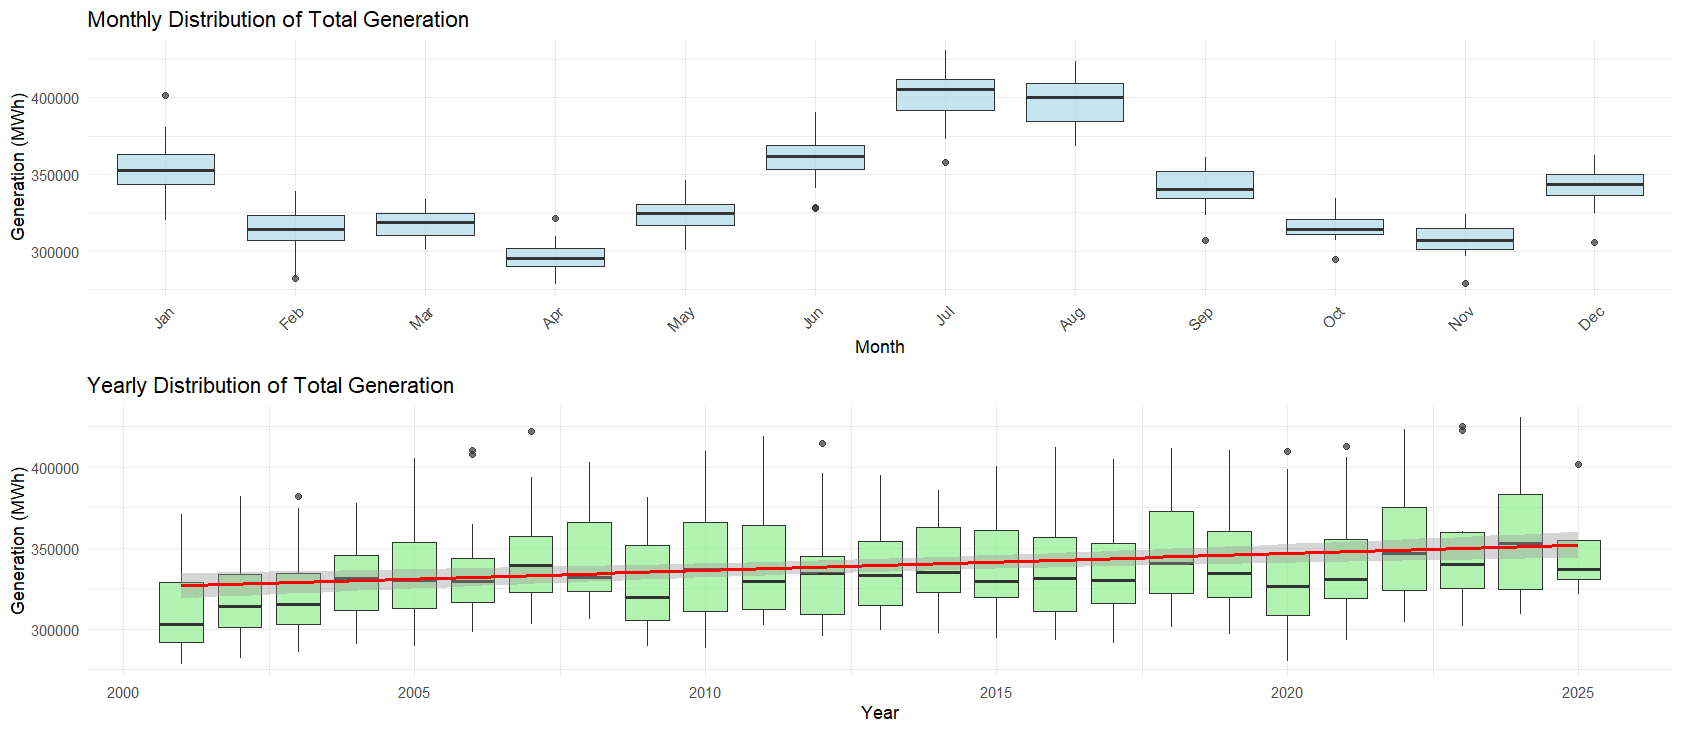 Monthly Distribution of Total Generation
Generation (MWh)
400000
350000
300000
Jan Feb Mar Apr May Jun Jul Aug Sep Oct Nov Dec
Month
Yearly Distribution of Total Generation
Generation (MWh)
400000
350000
300000
2000 2005 2010 2015 2020 2025
Year